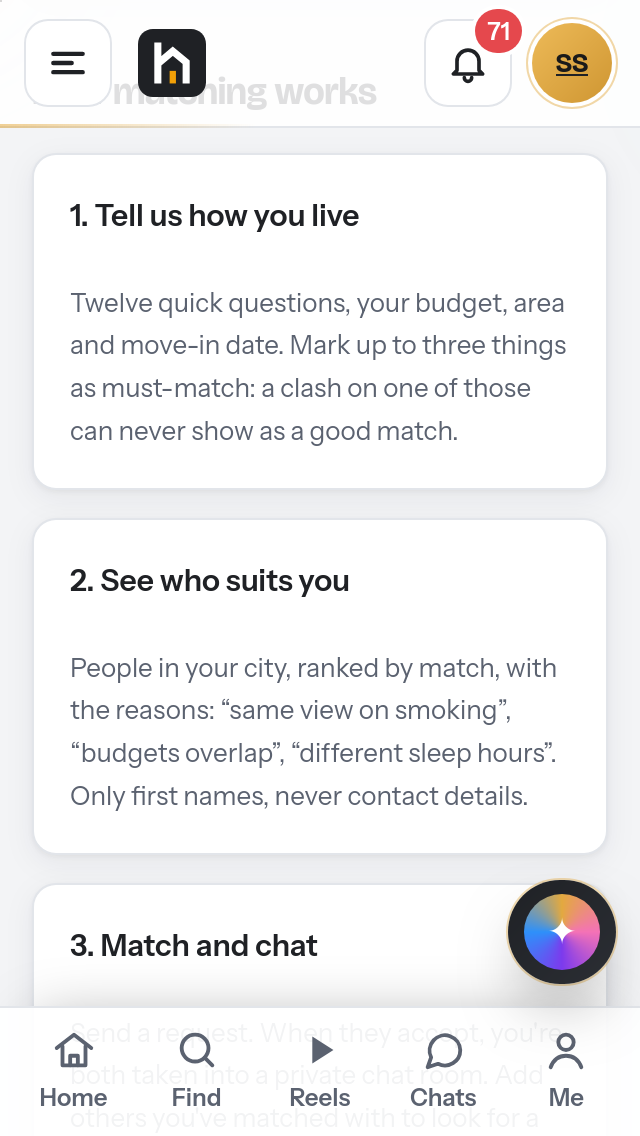 71
SS
matching works
1. Tell us how you live
Twelve quick questions, your budget, area
and move-in date. Mark up to three things
as must-match: a clash on one of those
can never show as a good match.
2. See who suits you
People in your city, ranked by match, with
the reasons: “same view on smoking”,
“budgets overlap”, “different sleep hours”.
Only first names, never contact details.
3. Match and chat
Send a request. When they accept, you’re
both taken into a private chat room. Add
others you’ve matched with to look for a
Home Find Reels Chats Me